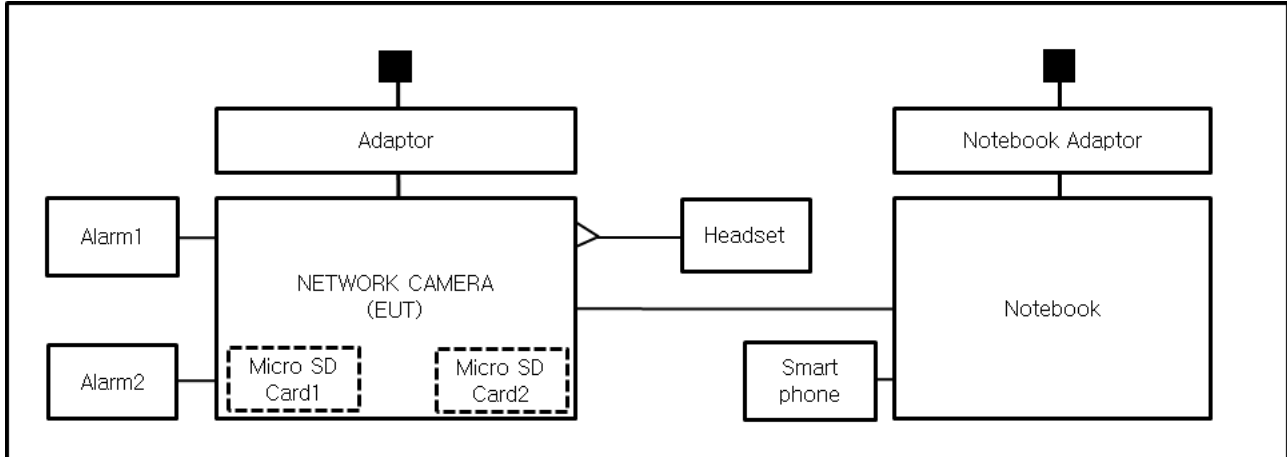 Adaptor
Notebook Adaptor
Alarm1
Headset
NETWORK CAMERA
(EUT)
Notebook
Alarm2
Micro SD
Card1
Micro SD
Card2
Smart
phone